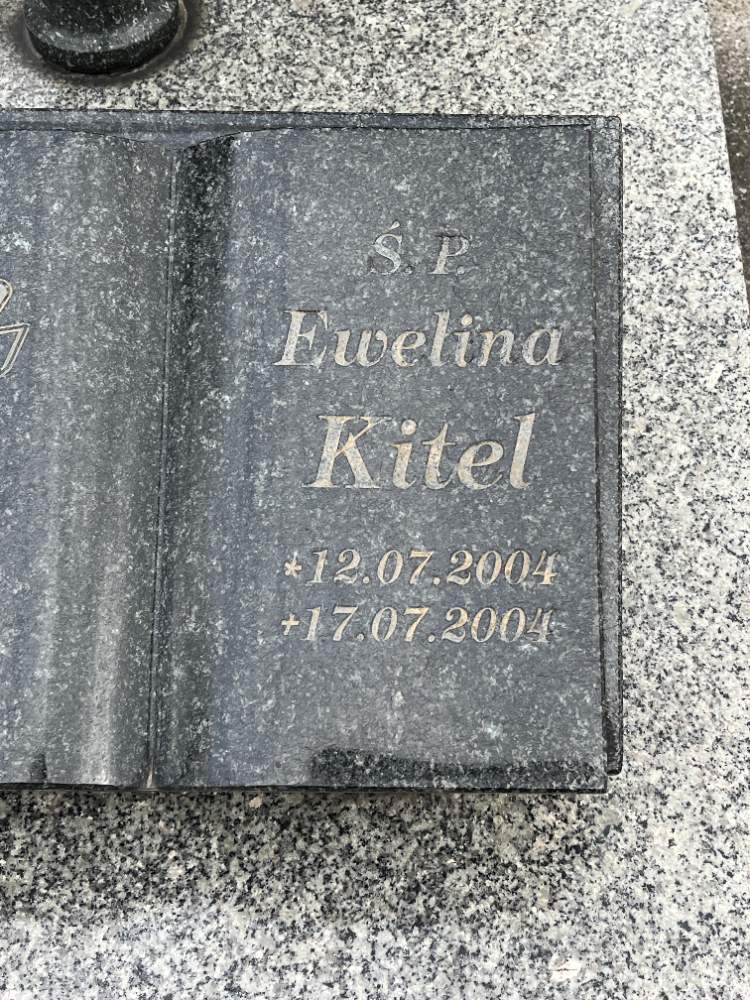 Ś. P.
Ewelina
Kitel
*12.07.2004
+17.07.2004